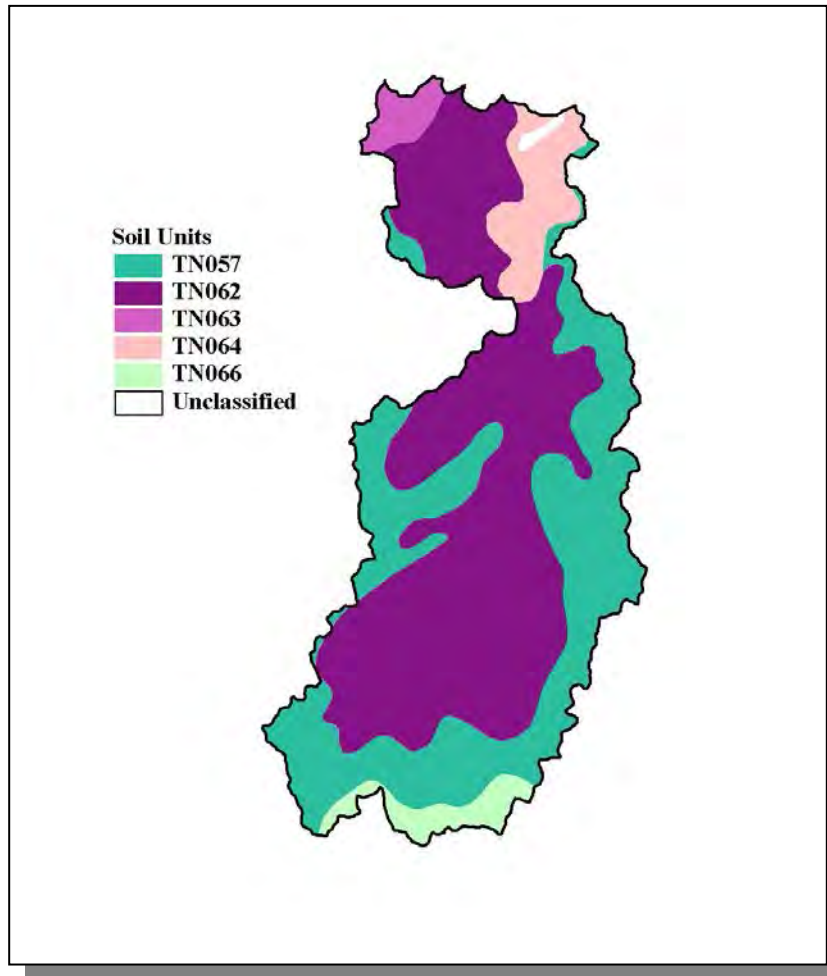 Soil Units
TN057
TN062
TN063
TN064
TN066
Unclassified